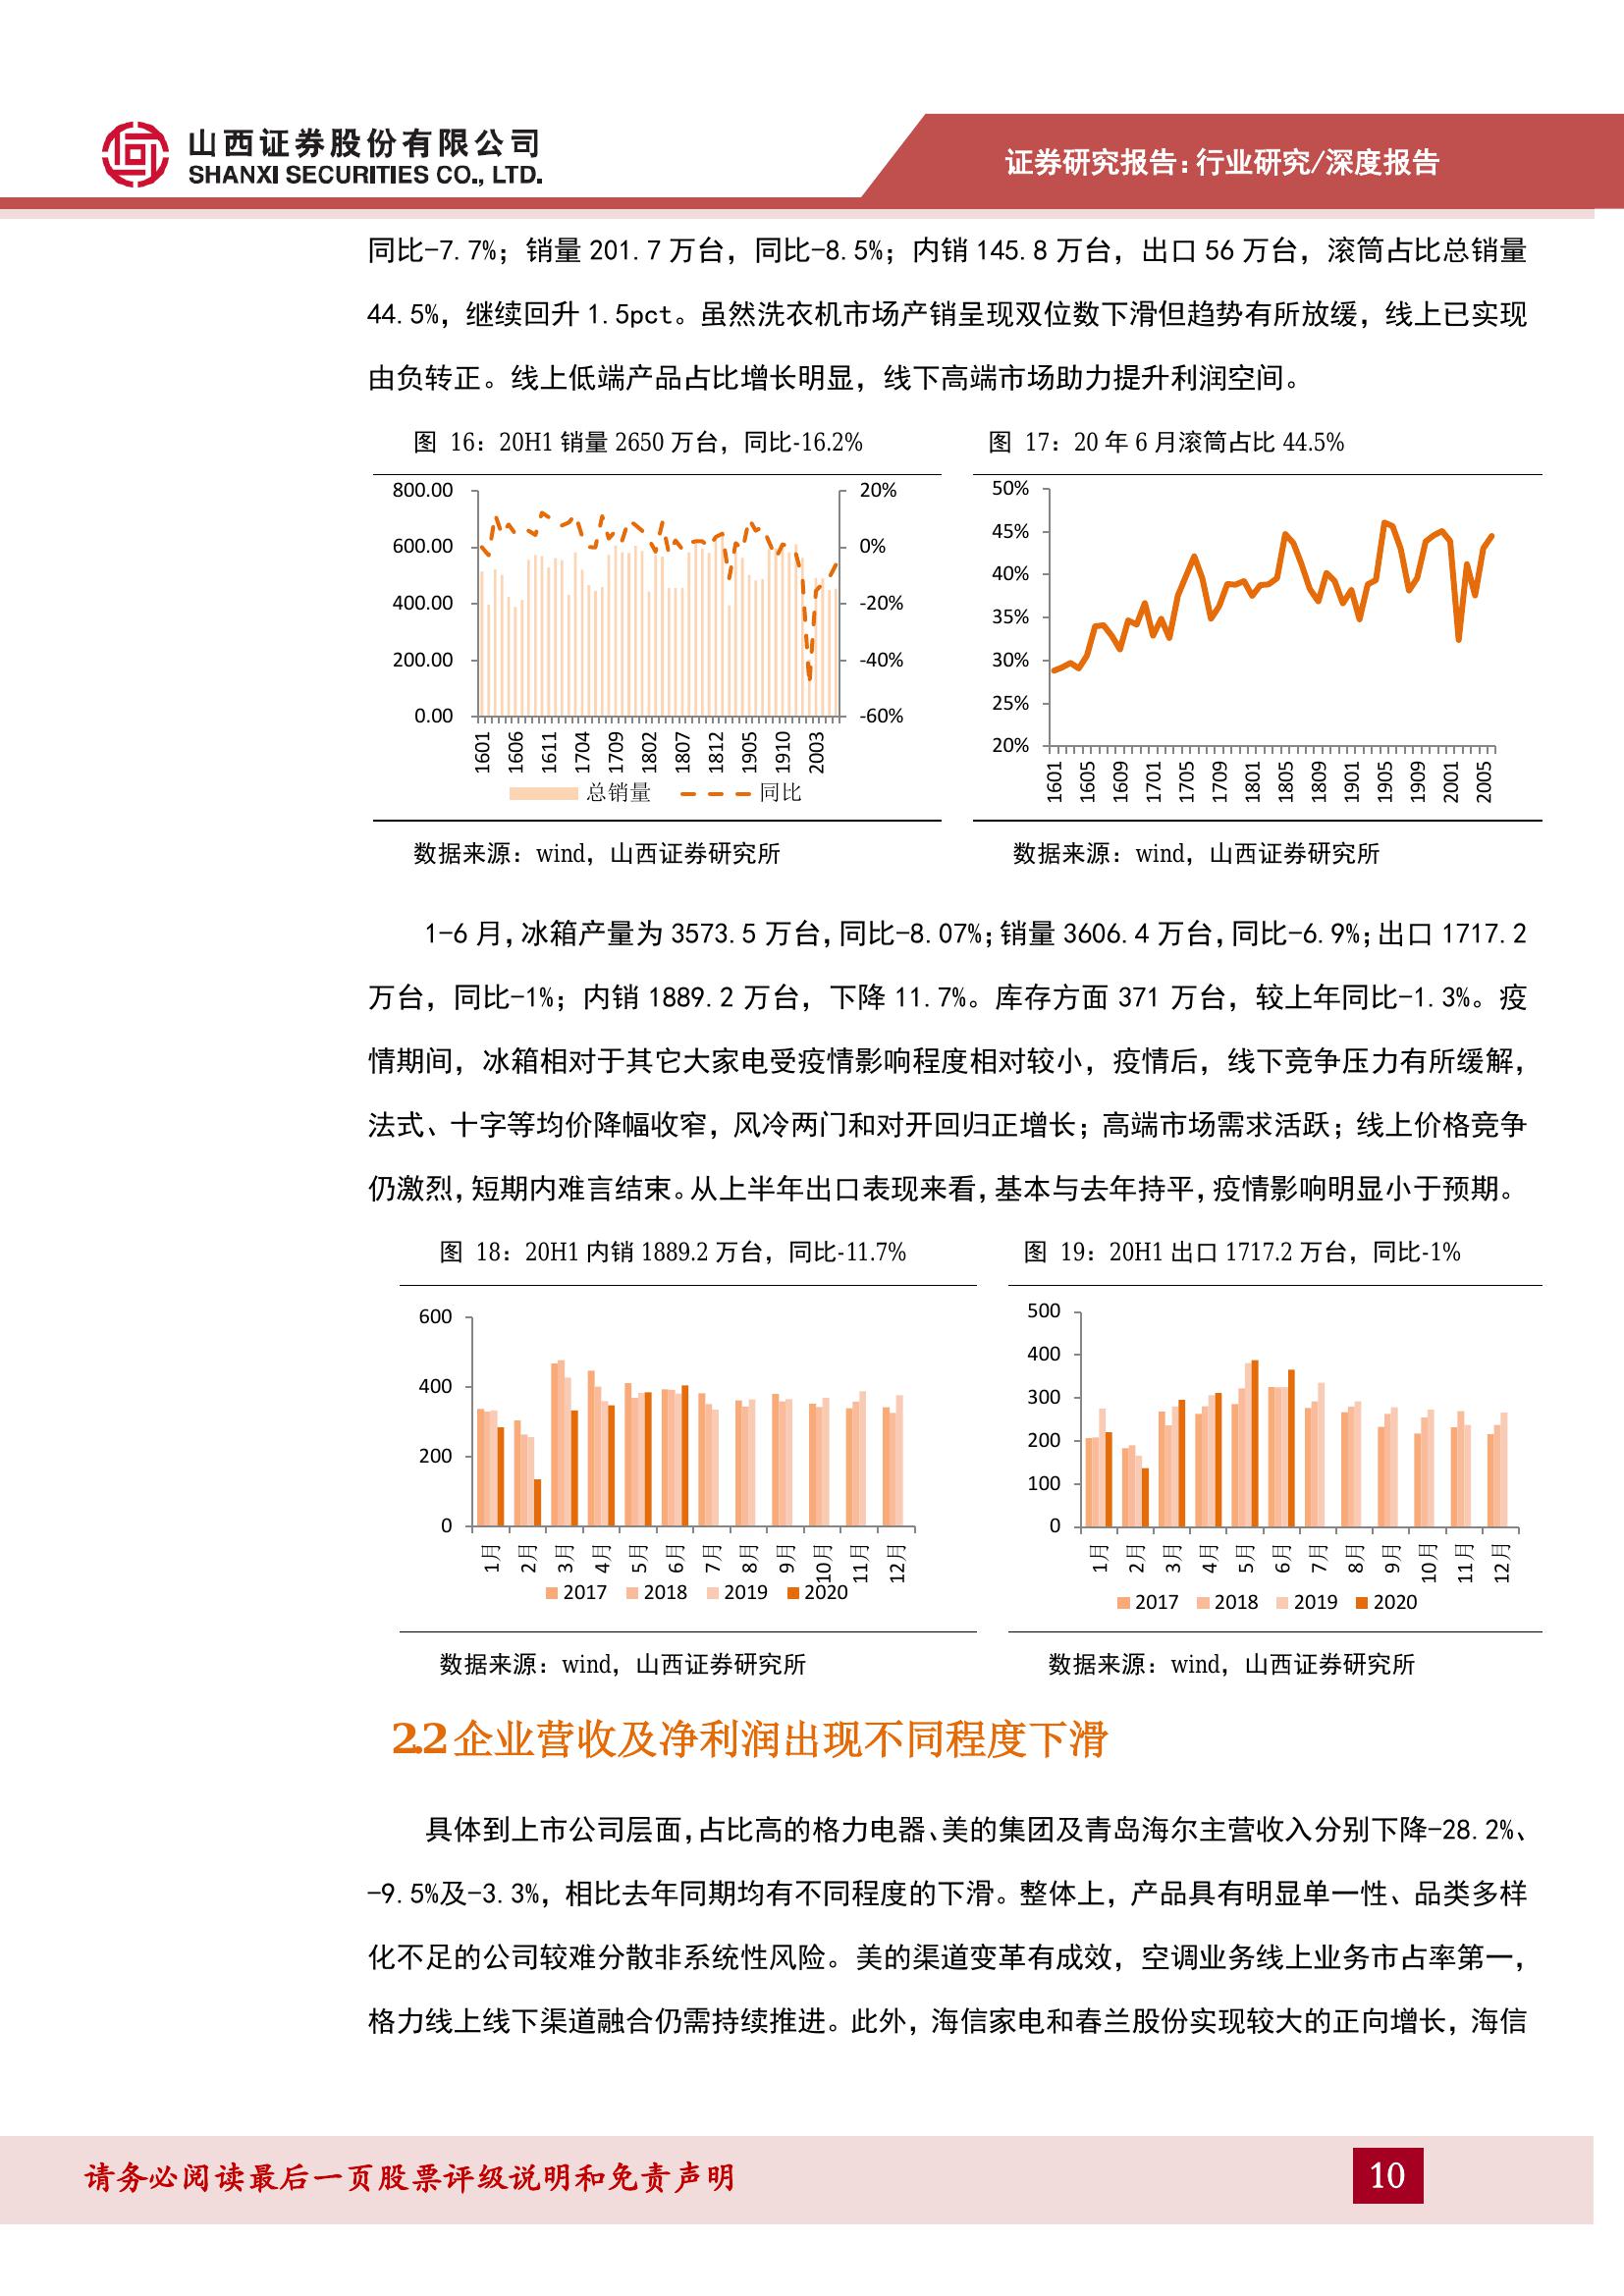 山西证券股份有限公司
SHANXI SECURITIES CO., LTD.
证券研究报告:行业研究/深度报告
同比-7.7%；销量 201.7 万台，同比-8.5%；内销 145.8 万台，出口 56 万台，滚筒占比总销量
44.5%，继续回升 1.5pct。虽然洗衣机市场产销呈现双位数下滑但趋势有所放缓，线上已实现
由负转正。线上低端产品占比增长明显，线下高端市场助力提升利润空间。
图 16：20H1 销量 2650 万台，同比-16.2%
800.00
600.00
400.00
200.00
0.00
20%
0%
-20%
-40%
-60%
1601
1606
1611
1704
1709
1802
1807
1812
1905
1910
2003
总销量
同比
数据来源：wind，山西证券研究所
图 17：20 年 6 月滚筒占比 44.5%
50%
45%
40%
35%
30%
25%
20%
1601
1605
1609
1701
1705
1709
1801
1805
1809
1901
1905
1909
2001
2005
数据来源：wind，山西证券研究所
1-6 月，冰箱产量为 3573.5 万台，同比-8.07%；销量 3606.4 万台，同比-6.9%；出口 1717.2
万台，同比-1%；内销 1889.2 万台，下降 11.7%。库存方面 371 万台，较上年同比-1.3%。疫
情期间，冰箱相对于其它大家电受疫情影响程度相对较小，疫情后，线下竞争压力有所缓解，
法式、十字等均价降幅收窄，风冷两门和对开回归正增长；高端市场需求活跃；线上价格竞争
仍激烈，短期内难言结束。从上半年出口表现来看，基本与去年持平，疫情影响明显小于预期。
图 18：20H1 内销 1889.2 万台，同比-11.7%
600
400
200
0
1月
2月
3月
4月
5月
6月
7月
8月
9月
10月
11月
12月
2017
2018
2019
2020
数据来源：wind，山西证券研究所
图 19：20H1 出口 1717.2 万台，同比-1%
500
400
300
200
100
0
1月
2月
3月
4月
5月
6月
7月
8月
9月
10月
11月
12月
2017
2018
2019
2020
数据来源：wind，山西证券研究所
2.2 企业营收及净利润出现不同程度下滑
具体到上市公司层面，占比高的格力电器、美的集团及青岛海尔主营收入分别下降-28.2%、
-9.5%及-3.3%，相比去年同期均有不同程度的下滑。整体上，产品具有明显单一性、品类多样
化不足的公司较难分散非系统性风险。美的渠道变革有成效，空调业务线上业务市占率第一，
格力线上线下渠道融合仍需持续推进。此外，海信家电和春兰股份实现较大的正向增长，海信
请务必阅读最后一页股票评级说明和免责声明
10